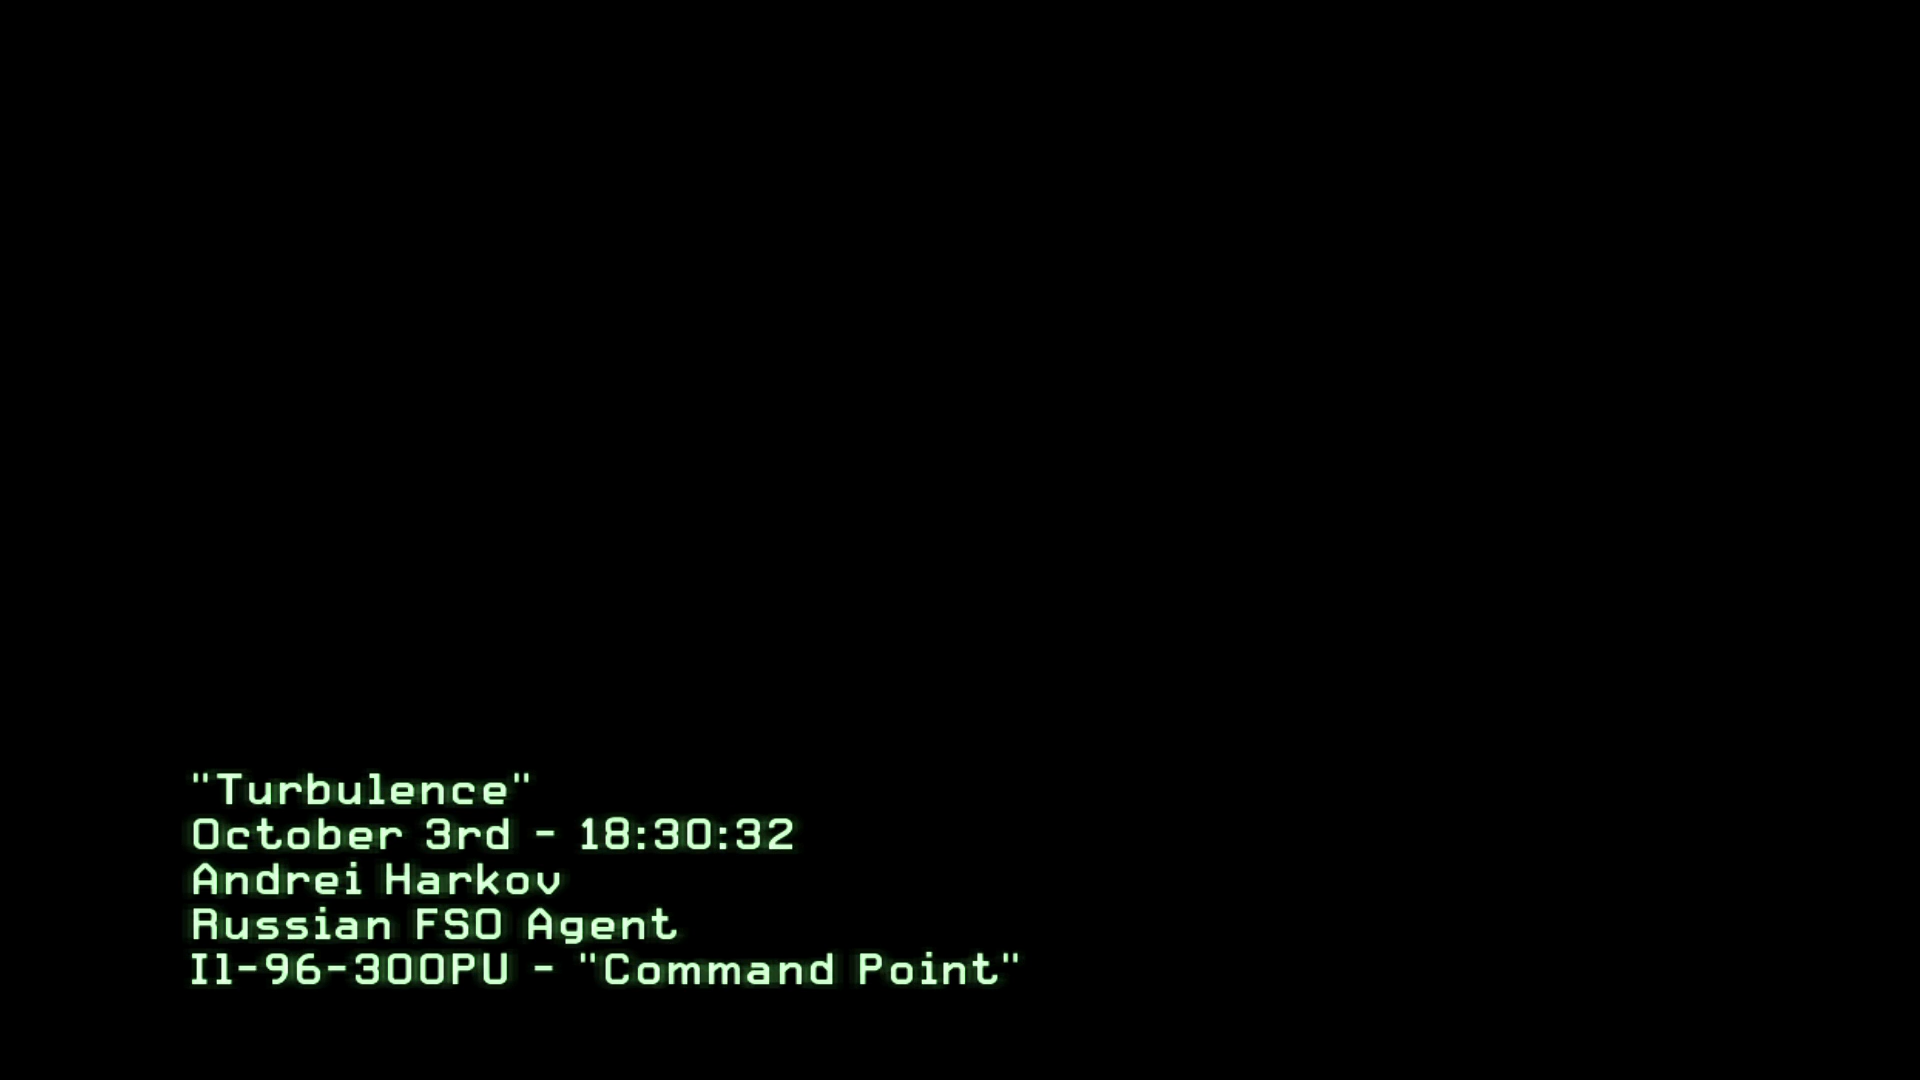 "Turbulence"
October 3rd - 18:30:32
Andrei Harkov
Russian FSO Agent
Il-96-300PU - "Command Point"